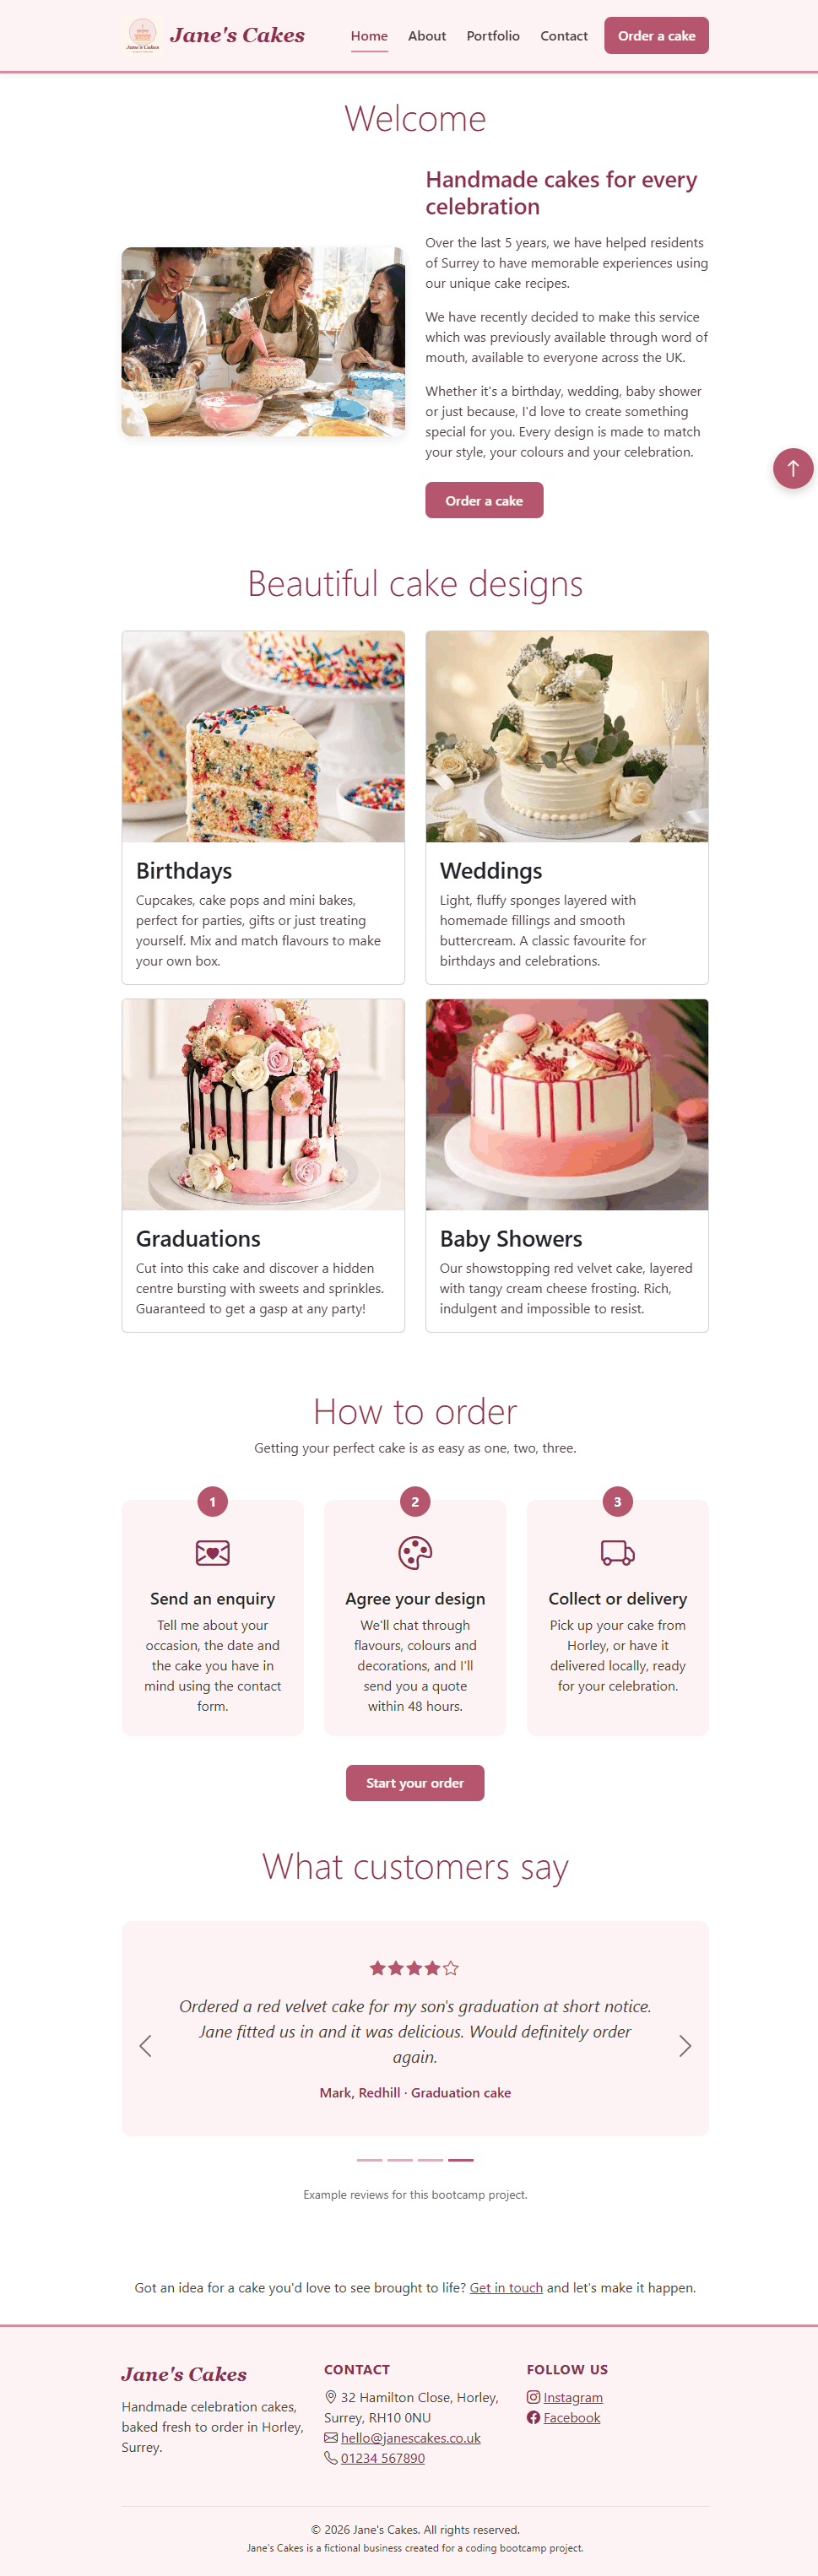 Jane's Cakes
Jane's Cakes
Home
About
Portfolio
Contact
Order a cake
Welcome
Handmade cakes for every
celebration
Over the last 5 years, we have helped residents
of Surrey to have memorable experiences using
our unique cake recipes.
We have recently decided to make this service
which was previously available through word of
mouth, available to everyone across the UK.
Whether it's a birthday, wedding, baby shower
or just because, I'd love to create something
special for you. Every design is made to match
your style, your colours and your celebration.
Order a cake
Beautiful cake designs
Birthdays
Cupcakes, cake pops and mini bakes,
perfect for parties, gifts or just treating
yourself. Mix and match flavours to make
your own box.
Weddings
Light, fluffy sponges layered with
homemade fillings and smooth
buttercream. A classic favourite for
birthdays and celebrations.
Graduations
Cut into this cake and discover a hidden
centre bursting with sweets and sprinkles.
Guaranteed to get a gasp at any party!
Baby Showers
Our showstopping red velvet cake, layered
with tangy cream cheese frosting. Rich,
indulgent and impossible to resist.
How to order
Getting your perfect cake is as easy as one, two, three.
1
Send an enquiry
Tell me about your
occasion, the date and
the cake you have in
mind using the contact
form.
2
Agree your design
We'll chat through
flavours, colours and
decorations, and I'll
send you a quote
within 48 hours.
3
Collect or delivery
Pick up your cake from
Horley, or have it
delivered locally, ready
for your celebration.
Start your order
What customers say
Ordered a red velvet cake for my son's graduation at short notice.
Jane fitted us in and it was delicious. Would definitely order
again.
Mark, Redhill · Graduation cake
Example reviews for this bootcamp project.
Got an idea for a cake you'd love to see brought to life? Get in touch and let's make it happen.
Jane's Cakes
Handmade celebration cakes,
baked fresh to order in Horley,
Surrey.
CONTACT
32 Hamilton Close, Horley,
Surrey, RH10 0NU
hello@janescakes.co.uk
01234 567890
FOLLOW US
Instagram
Facebook
© 2026 Jane's Cakes. All rights reserved.
Jane's Cakes is a fictional business created for a coding bootcamp project.